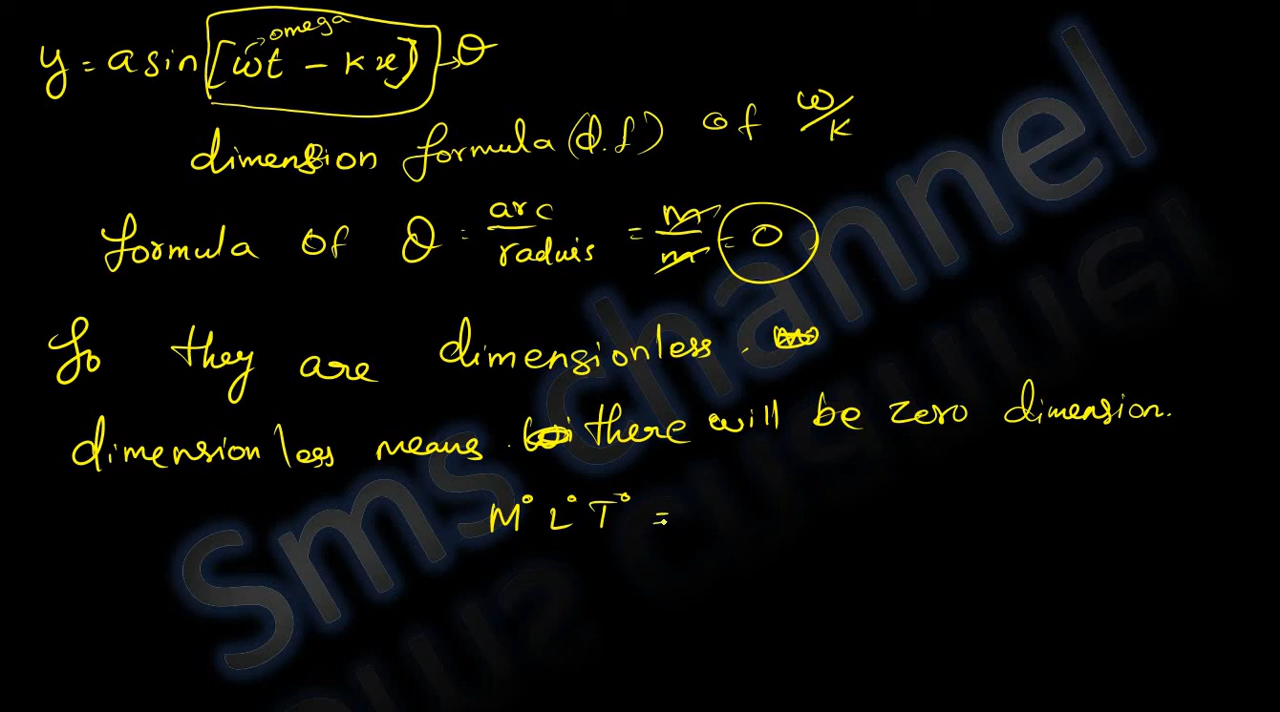 y = a sin [ωt - kx] → θ
→ omega
dimension formula (d.f) of ω/k
formula of θ = arc/raduis = m/m = 0
So they are dimensionless.
dimensionless means there will be zero dimension.
M⁰ L⁰ T⁰ =
Sms channel